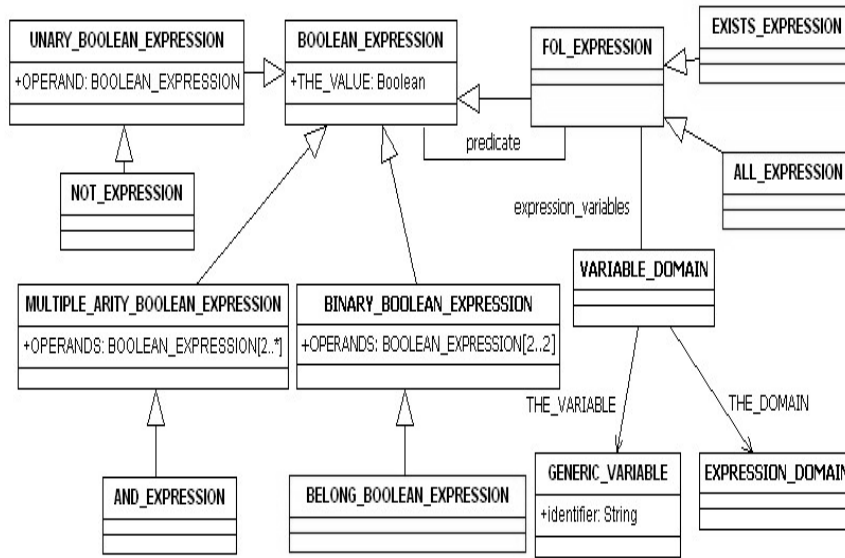 UNARY_BOOLEAN_EXPRESSION
+OPERAND: BOOLEAN_EXPRESSION
BOOLEAN_EXPRESSION
+THE_VALUE: Boolean
FOL_EXPRESSION
EXISTS_EXPRESSION
predicate
NOT_EXPRESSION
ALL_EXPRESSION
expression_variables
VARIABLE_DOMAIN
MULTIPLE_ARITY_BOOLEAN_EXPRESSION
+OPERANDS: BOOLEAN_EXPRESSION[2..*]
BINARY_BOOLEAN_EXPRESSION
+OPERANDS: BOOLEAN_EXPRESSION[2..2]
THE_VARIABLE
THE_DOMAIN
AND_EXPRESSION
BELONG_BOOLEAN_EXPRESSION
GENERIC_VARIABLE
+identifier: String
EXPRESSION_DOMAIN